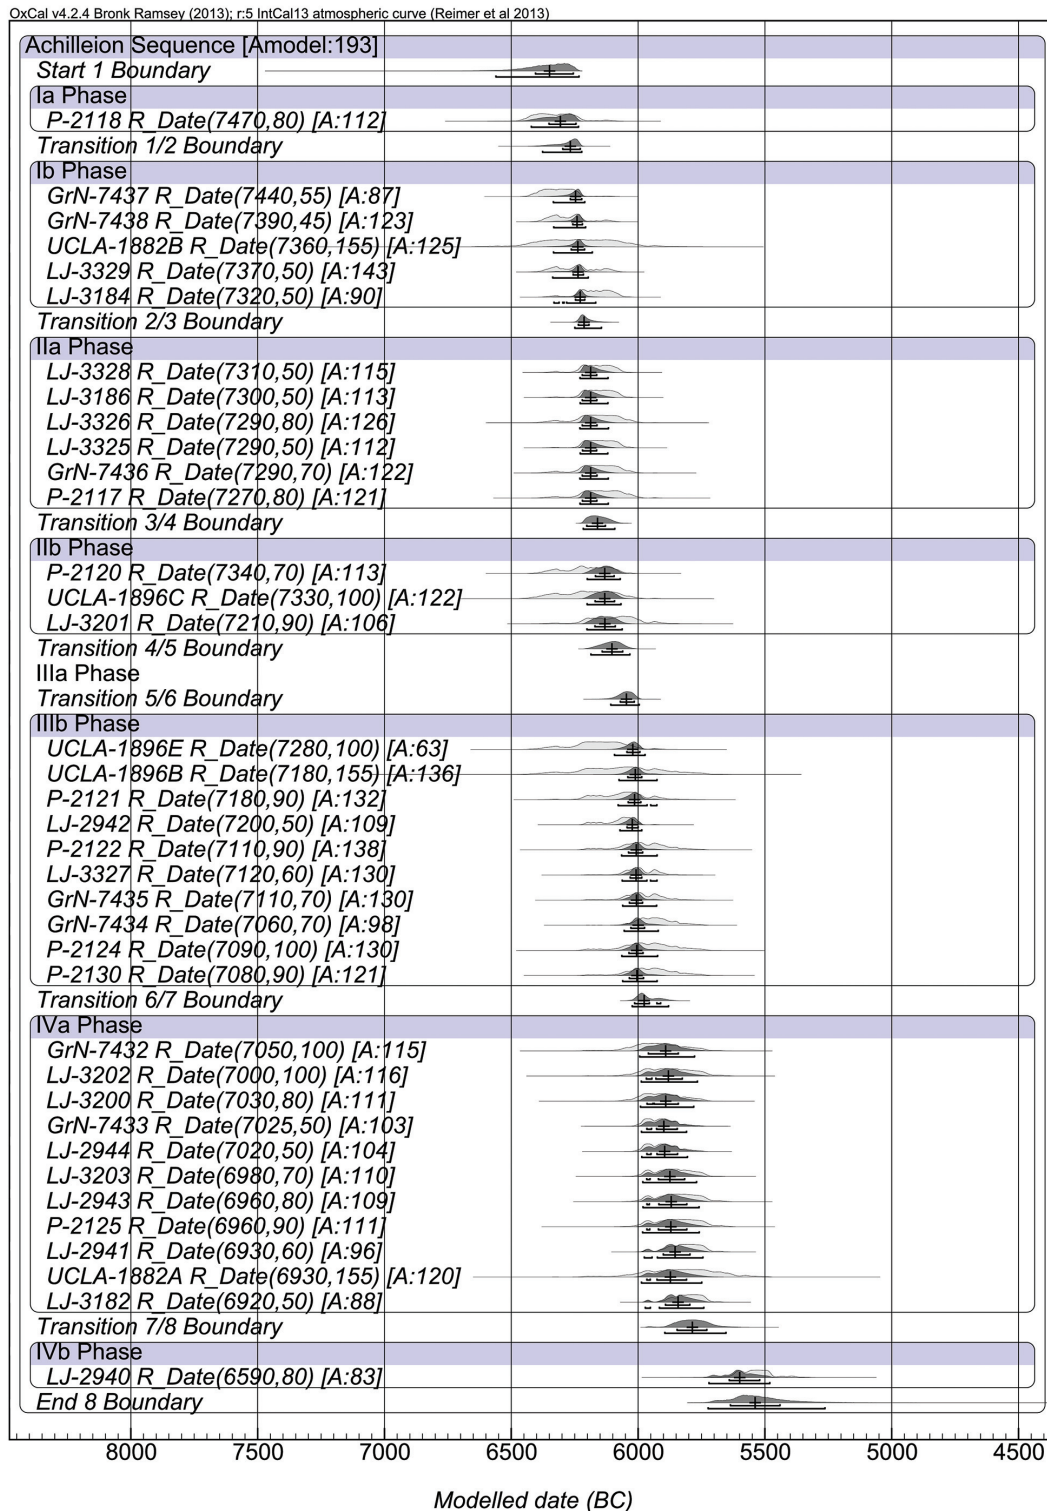 OxCal v4.2.4 Bronk Ramsey (2013); r:5 IntCal13 atmospheric curve (Reimer et al 2013)
Achilleion Sequence [Amodel:193]
Start 1 Boundary
Ia Phase
P-2118 R_Date(7470,80) [A:112]
Transition 1/2 Boundary
Ib Phase
GrN-7437 R_Date(7440,55) [A:87]
GrN-7438 R_Date(7390,45) [A:123]
UCLA-1882B R_Date(7360,155) [A:125]
LJ-3329 R_Date(7370,50) [A:143]
LJ-3184 R_Date(7320,50) [A:90]
Transition 2/3 Boundary
IIa Phase
LJ-3328 R_Date(7310,50) [A:115]
LJ-3186 R_Date(7300,50) [A:113]
LJ-3326 R_Date(7290,80) [A:126]
LJ-3325 R_Date(7290,50) [A:112]
GrN-7436 R_Date(7290,70) [A:122]
P-2117 R_Date(7270,80) [A:121]
Transition 3/4 Boundary
IIb Phase
P-2120 R_Date(7340,70) [A:113]
UCLA-1896C R_Date(7330,100) [A:122]
LJ-3201 R_Date(7210,90) [A:106]
Transition 4/5 Boundary
IIIa Phase
Transition 5/6 Boundary
IIIb Phase
UCLA-1896E R_Date(7280,100) [A:63]
UCLA-1896B R_Date(7180,155) [A:136]
P-2121 R_Date(7180,90) [A:132]
LJ-2942 R_Date(7200,50) [A:109]
P-2122 R_Date(7110,90) [A:138]
LJ-3327 R_Date(7120,60) [A:130]
GrN-7435 R_Date(7110,70) [A:130]
GrN-7434 R_Date(7060,70) [A:98]
P-2124 R_Date(7090,100) [A:130]
P-2130 R_Date(7080,90) [A:121]
Transition 6/7 Boundary
IVa Phase
GrN-7432 R_Date(7050,100) [A:115]
LJ-3202 R_Date(7000,100) [A:116]
LJ-3200 R_Date(7030,80) [A:111]
GrN-7433 R_Date(7025,50) [A:103]
LJ-2944 R_Date(7020,50) [A:104]
LJ-3203 R_Date(6980,70) [A:110]
LJ-2943 R_Date(6960,80) [A:109]
P-2125 R_Date(6960,90) [A:111]
LJ-2941 R_Date(6930,60) [A:96]
UCLA-1882A R_Date(6930,155) [A:120]
LJ-3182 R_Date(6920,50) [A:88]
Transition 7/8 Boundary
IVb Phase
LJ-2940 R_Date(6590,80) [A:83]
End 8 Boundary
8000 7500 7000 6500 6000 5500 5000 4500
Modelled date (BC)